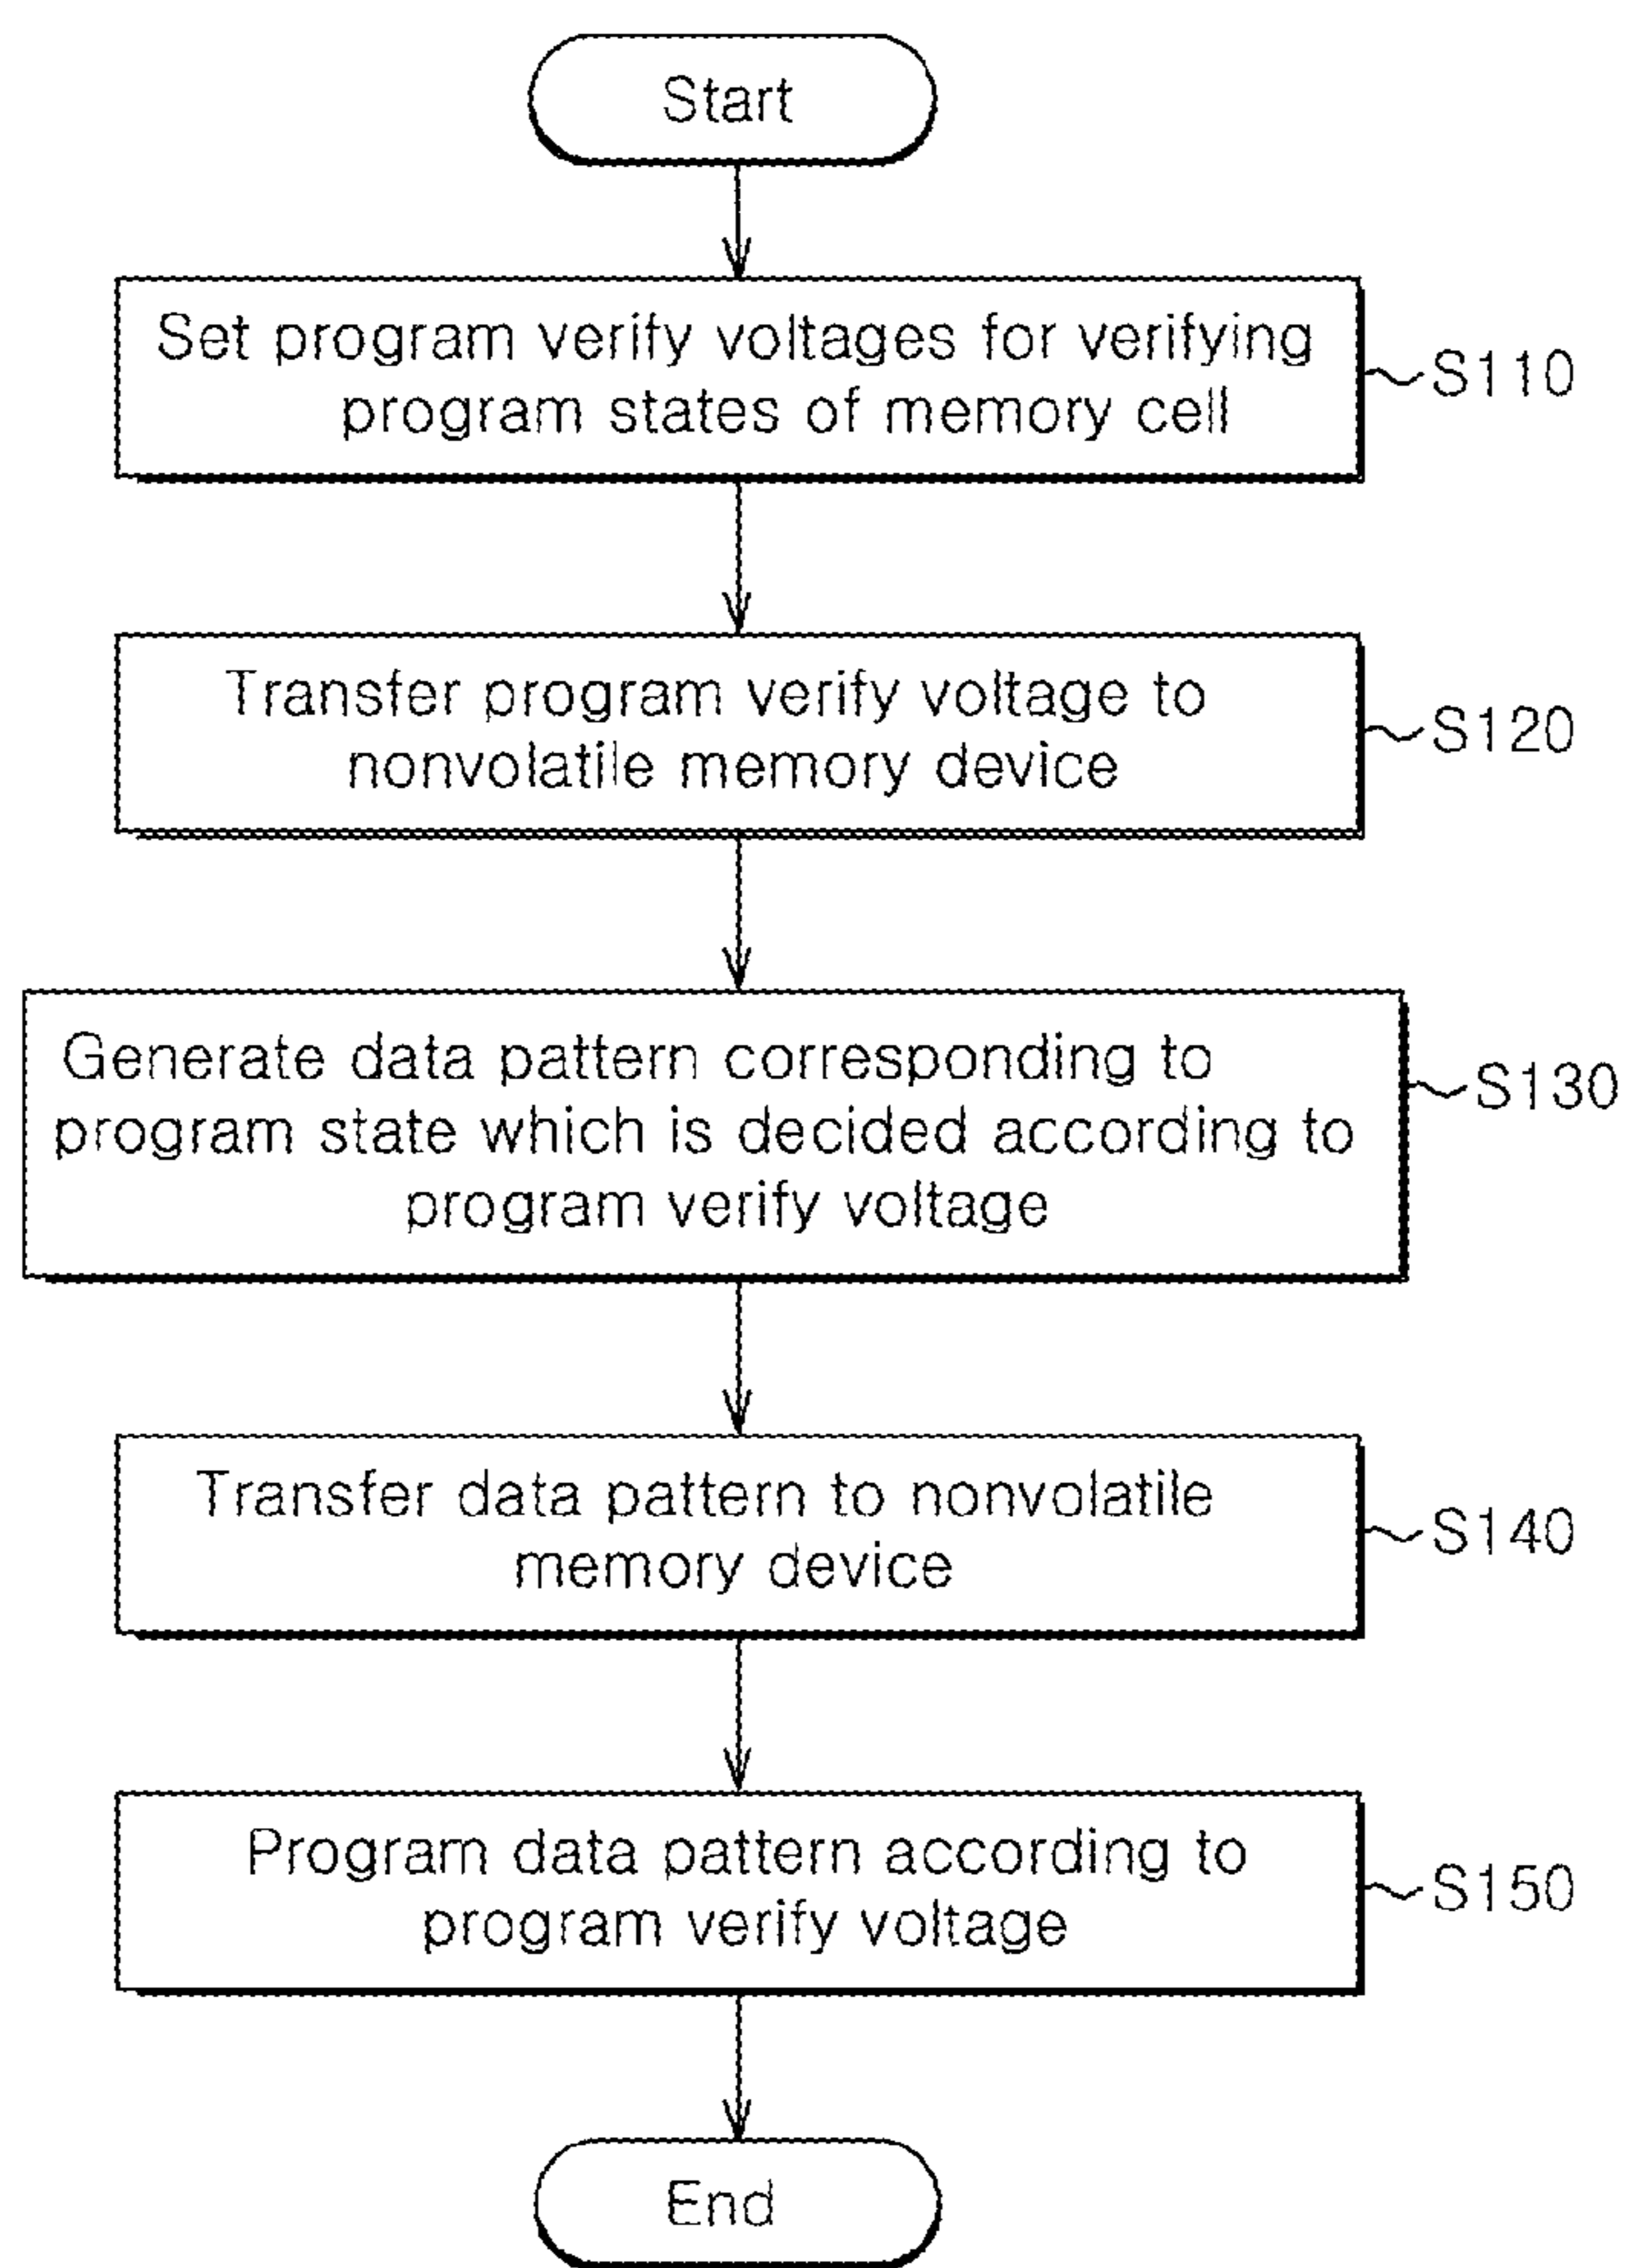 Start
Set program verify voltages for verifying
program states of memory cell
S110
Transfer program verify voltage to
nonvolatile memory device
S120
Generate data pattern corresponding to
program state which is decided according to
program verify voltage
S130
Transfer data pattern to nonvolatile
memory device
S140
Program data pattern according to
program verify voltage
S150
End